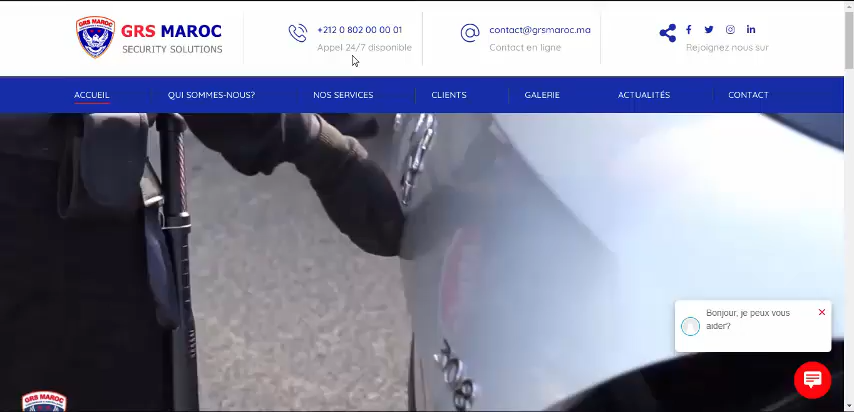 GRS MAROC
GRS MAROC
SECURITY SOLUTIONS
+212 0 802 00 00 01
Appel 24/7 disponible
contact@grsmaroc.ma
Contact en ligne
Rejoignez nous sur
ACCUEIL
QUI SOMMES-NOUS?
NOS SERVICES
CLIENTS
GALERIE
ACTUALITÉS
CONTACT
Bonjour, je peux vous
aider?
GRS MAROC